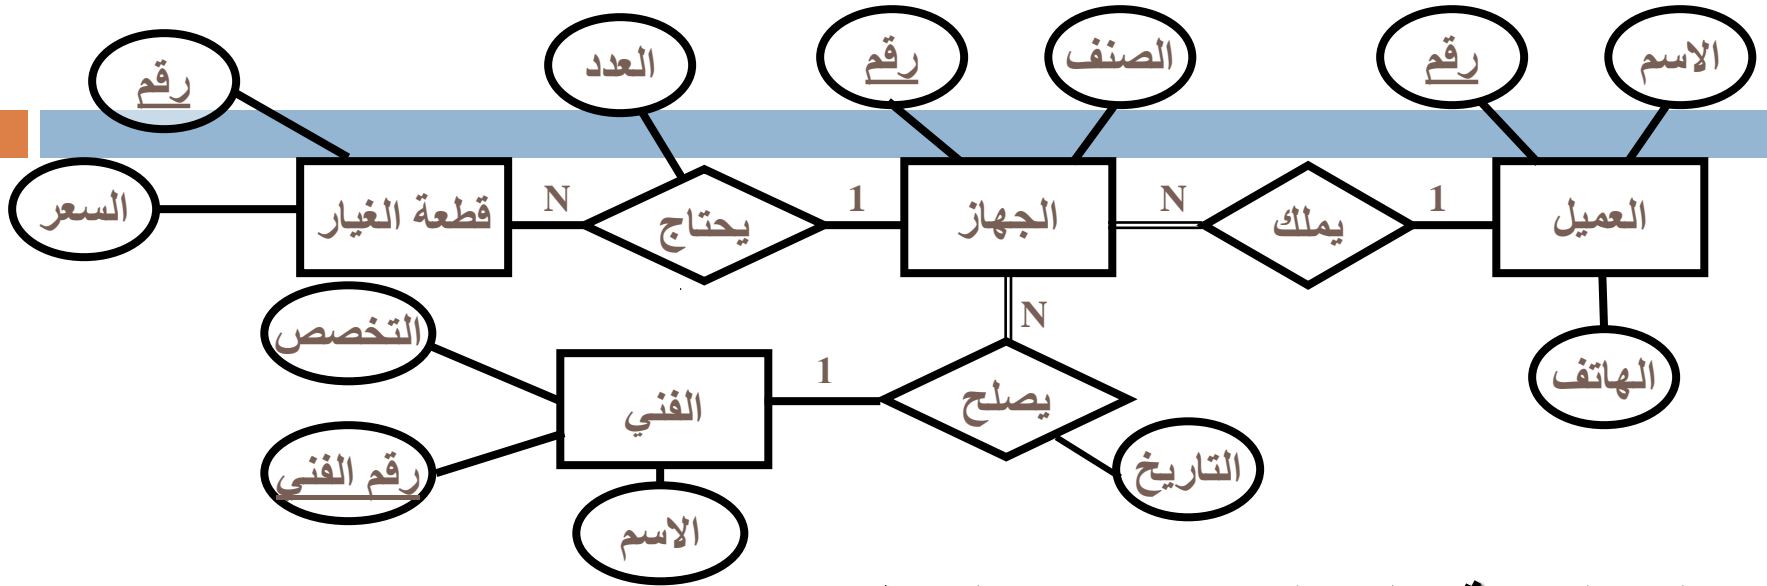 الاسم
رقم
الصنف
رقم
العدد
رقم
العميل
1
يملك
N
الجهاز
1
يحتاج
N
قطعة الغيار
السعر
الهاتف
N
يصلح
1
الفني
التخصص
رقم الفني
التاريخ
الاسم